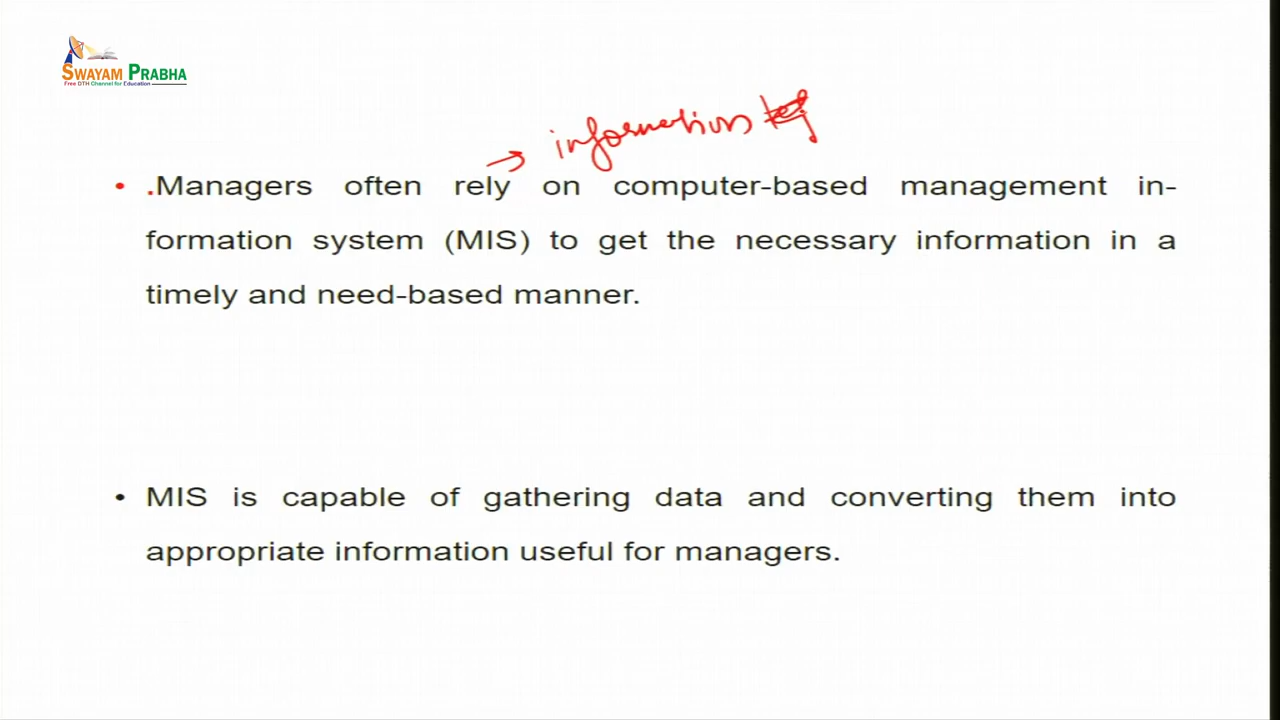 SWAYAM PRABHA
Free DTH Channel for Education
→ information
• .Managers often rely on computer-based management in-
formation system (MIS) to get the necessary information in a
timely and need-based manner.
• MIS is capable of gathering data and converting them into
appropriate information useful for managers.